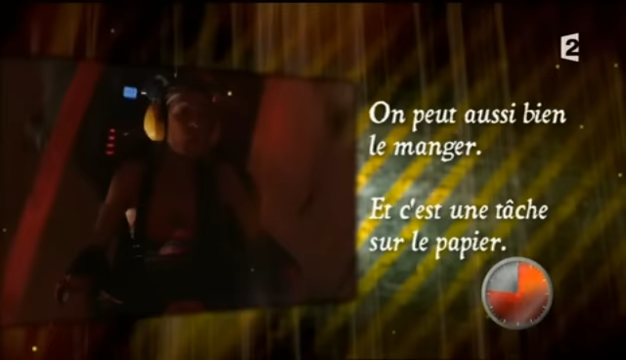 2
On peut aussi bien
le manger.
Et c'est une tâche
sur le papier.